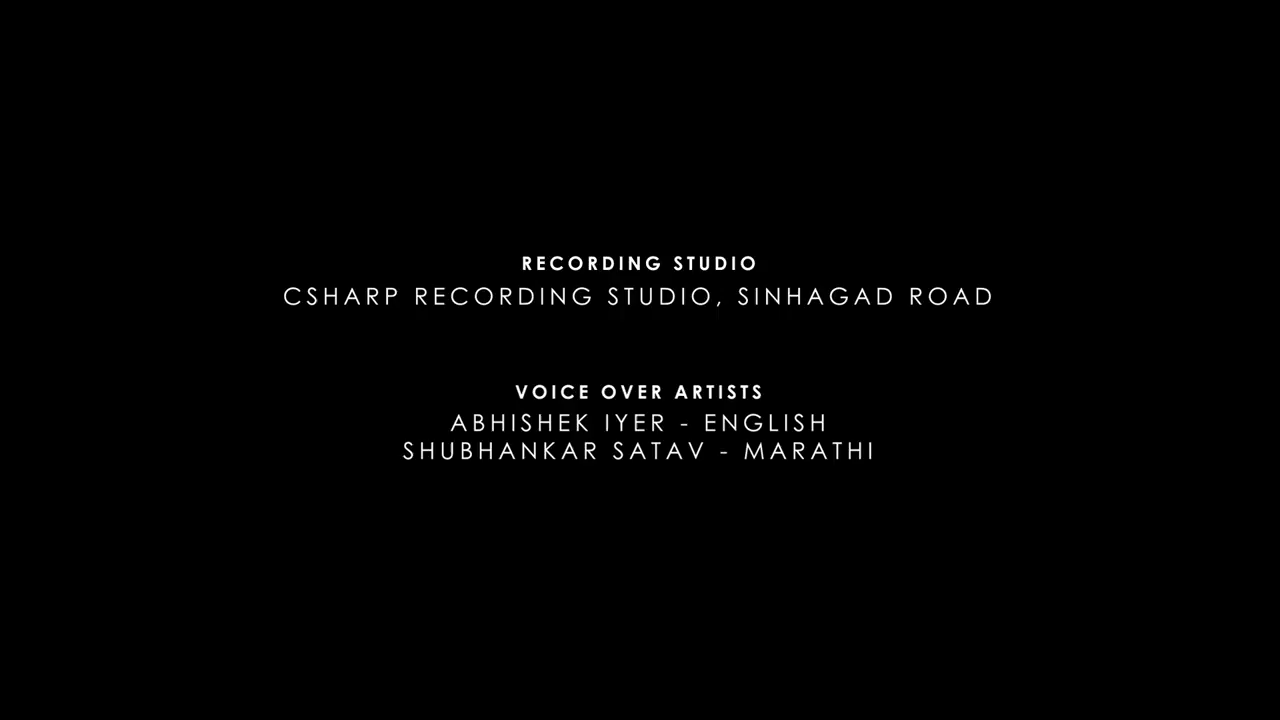 RECORDING STUDIO
CSHARP RECORDING STUDIO, SINHAGAD ROAD
VOICE OVER ARTISTS
ABHISHEK IYER - ENGLISH
SHUBHANKAR SATAV - MARATHI